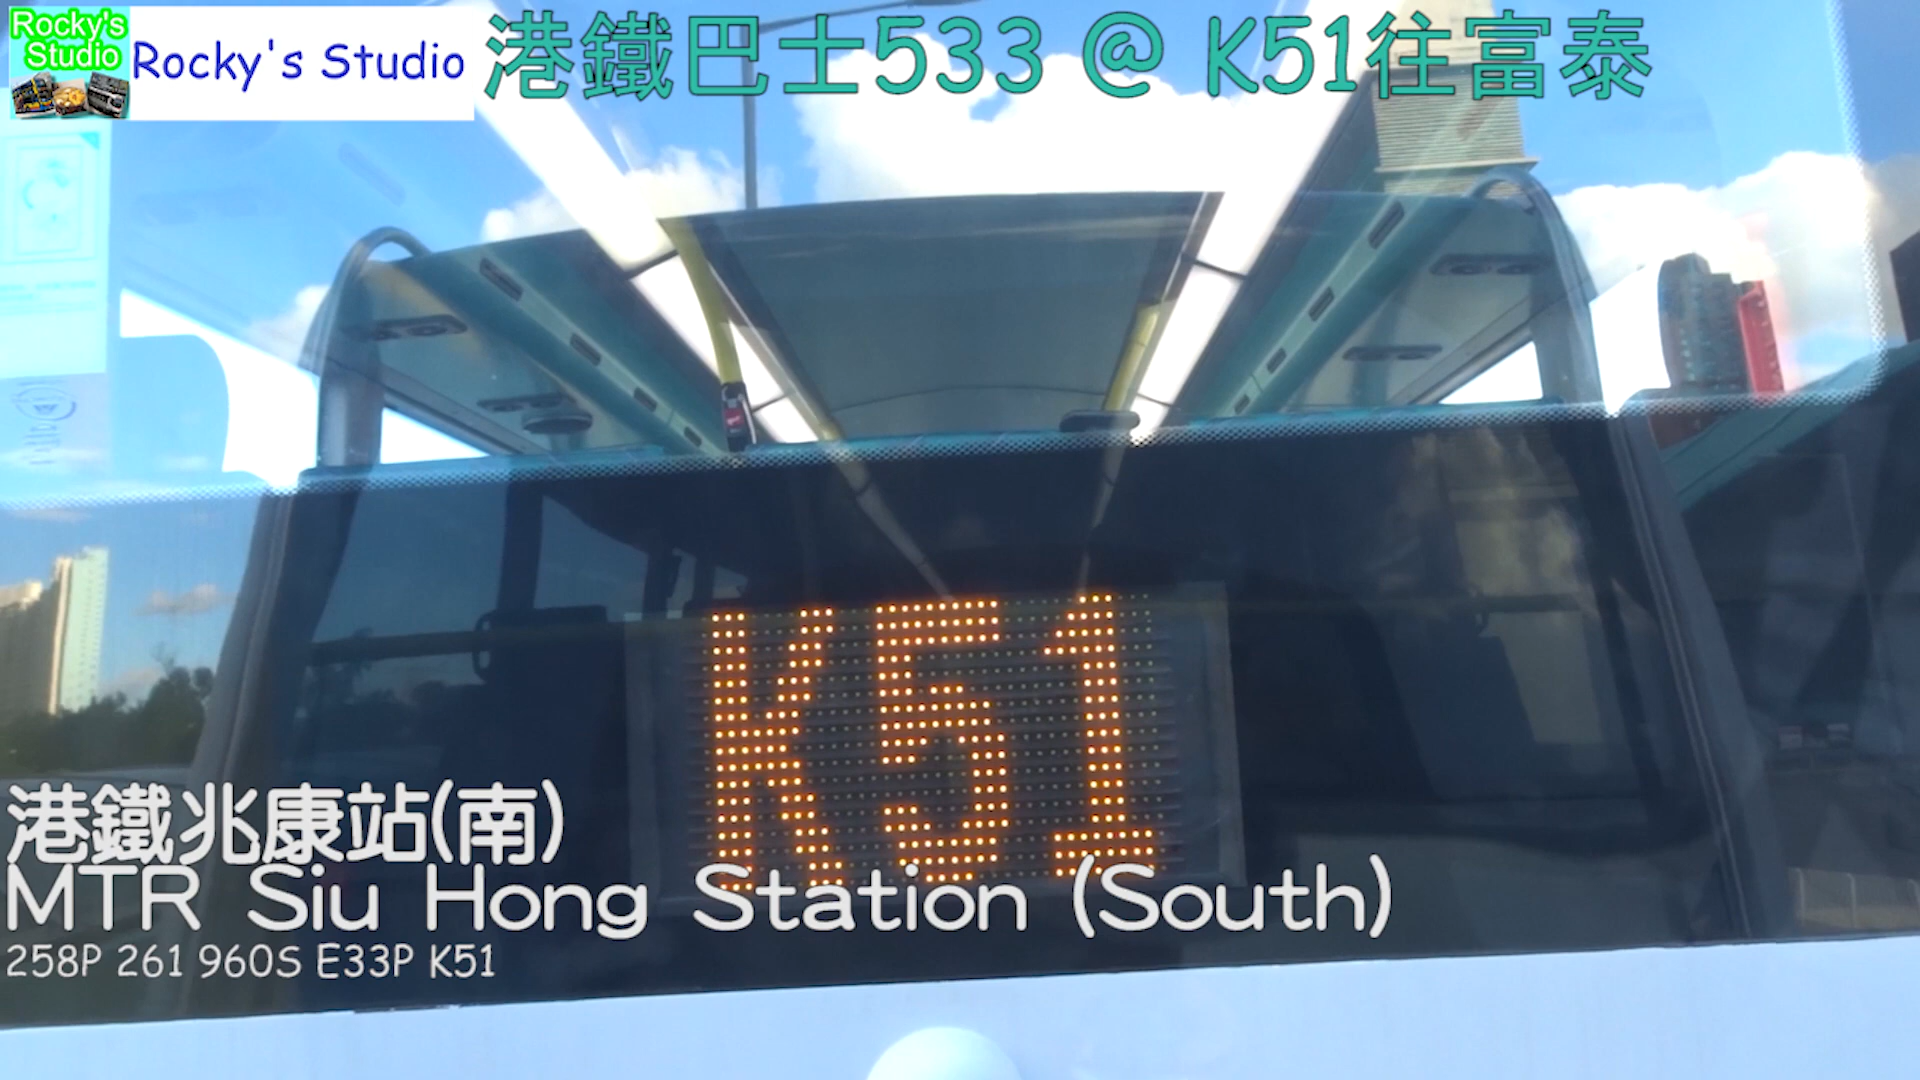 Rocky's
Studio
Rocky's Studio
港鐵巴士533 @ K51往富泰
K51
港鐵兆康站(南)
MTR Siu Hong Station (South)
258P 261 960S E33P K51